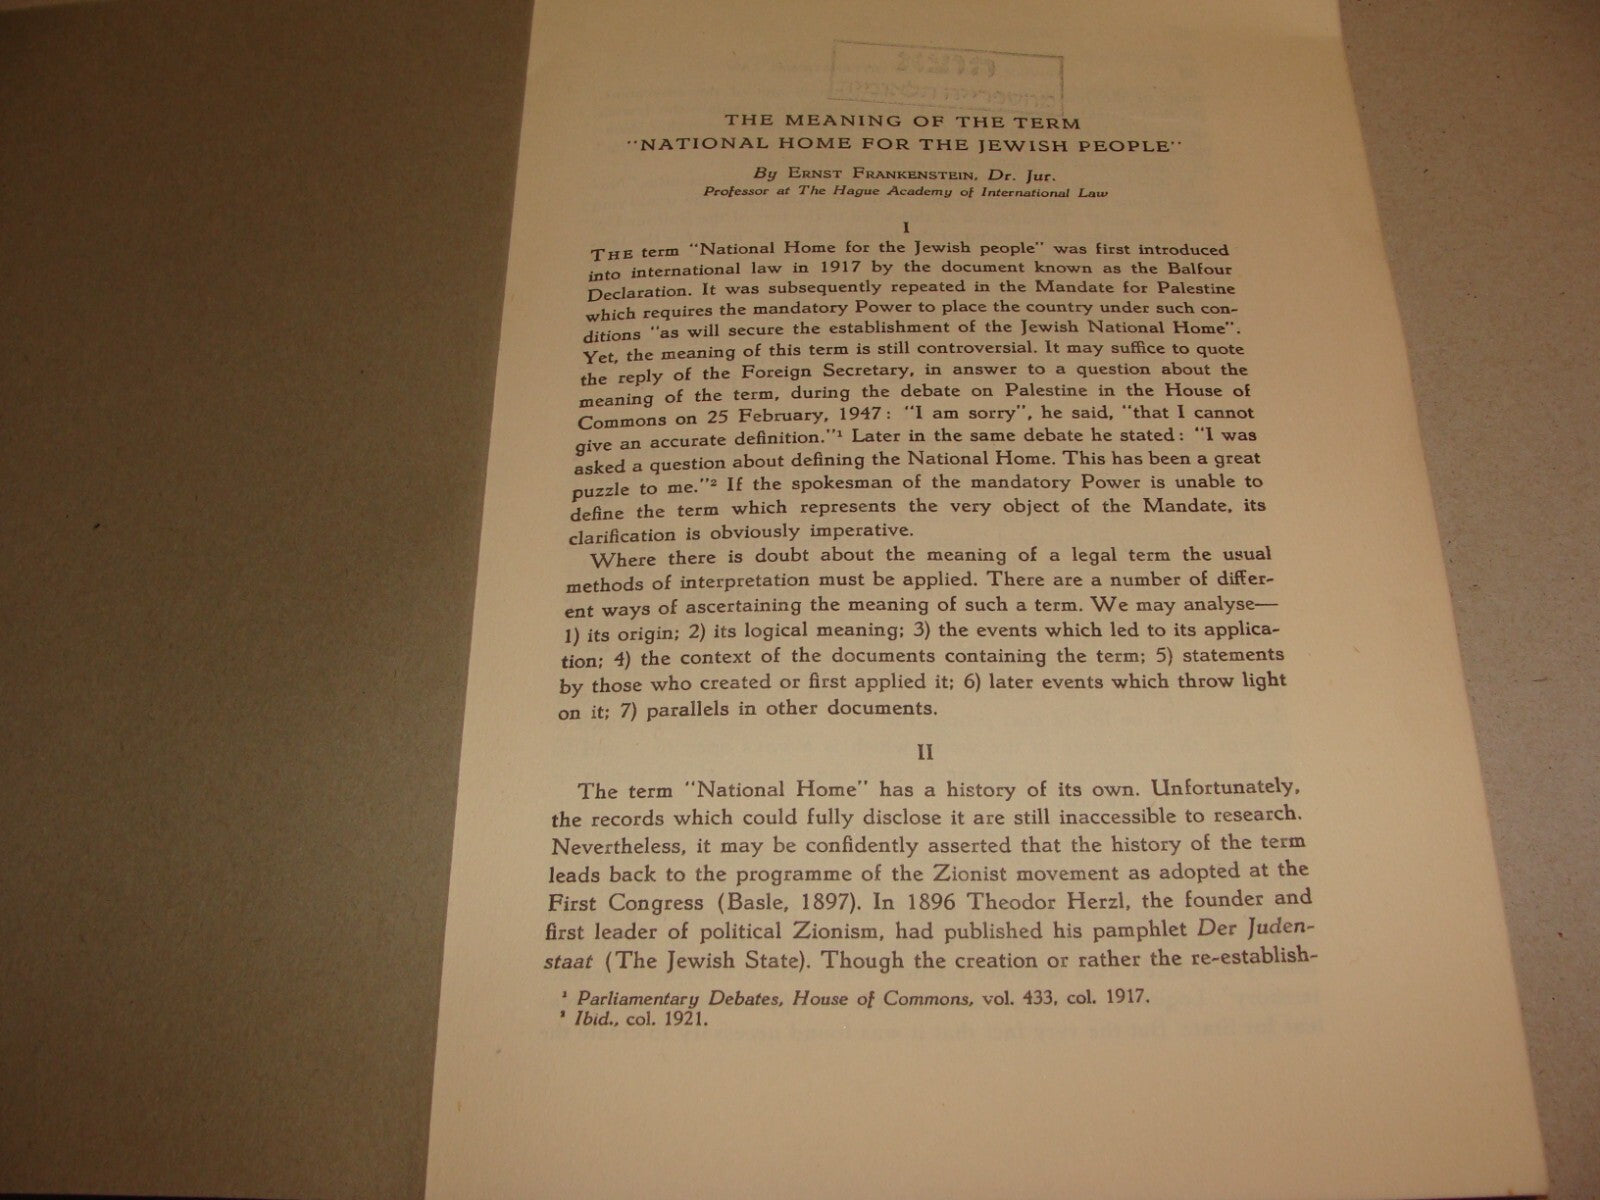 THE MEANING OF THE TERM
"NATIONAL HOME FOR THE JEWISH PEOPLE"
By ERNST FRANKENSTEIN, Dr. Jur.
Professor at The Hague Academy of International Law
I
THE term "National Home for the Jewish people" was first introduced
into international law in 1917 by the document known as the Balfour
Declaration. It was subsequently repeated in the Mandate for Palestine
which requires the mandatory Power to place the country under such con-
ditions "as will secure the establishment of the Jewish National Home".
Yet, the meaning of this term is still controversial. It may suffice to quote
the reply of the Foreign Secretary, in answer to a question about the
meaning of the term, during the debate on Palestine in the House of
Commons on 25 February, 1947: "I am sorry", he said, "that I cannot
give an accurate definition."¹ Later in the same debate he stated: "I was
asked a question about defining the National Home. This has been a great
puzzle to me."² If the spokesman of the mandatory Power is unable to
define the term which represents the very object of the Mandate, its
clarification is obviously imperative.
Where there is doubt about the meaning of a legal term the usual
methods of interpretation must be applied. There are a number of differ-
ent ways of ascertaining the meaning of such a term. We may analyse—
1) its origin; 2) its logical meaning; 3) the events which led to its applica-
tion; 4) the context of the documents containing the term; 5) statements
by those who created or first applied it; 6) later events which throw light
on it; 7) parallels in other documents.
II
The term "National Home" has a history of its own. Unfortunately,
the records which could fully disclose it are still inaccessible to research.
Nevertheless, it may be confidently asserted that the history of the term
leads back to the programme of the Zionist movement as adopted at the
First Congress (Basle, 1897). In 1896 Theodor Herzl, the founder and
first leader of political Zionism, had published his pamphlet Der Juden-
staat (The Jewish State). Though the creation or rather the re-establish-
¹ Parliamentary Debates, House of Commons, vol. 433, col. 1917.
² Ibid., col. 1921.